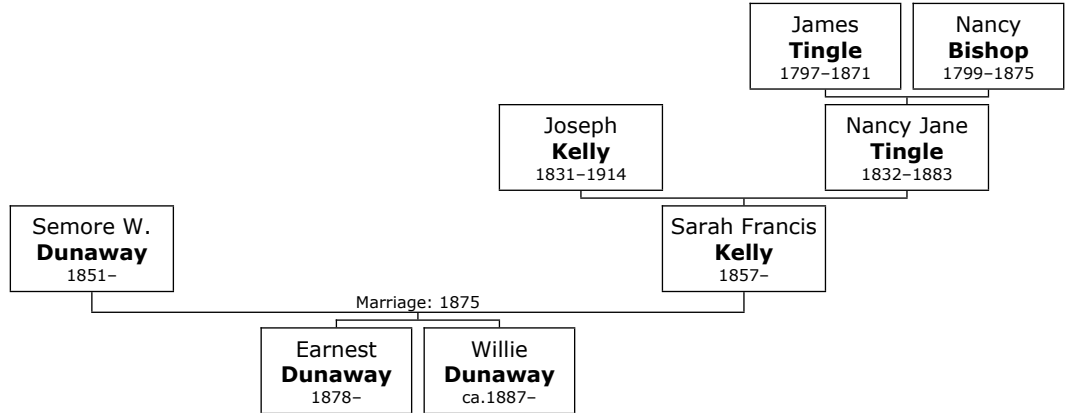 James
Tingle
1797–1871
Nancy
Bishop
1799–1875
Joseph
Kelly
1831–1914
Nancy Jane
Tingle
1832–1883
Semore W.
Dunaway
1851–
Sarah Francis
Kelly
1857–
Marriage: 1875
Earnest
Dunaway
1878–
Willie
Dunaway
ca.1887–